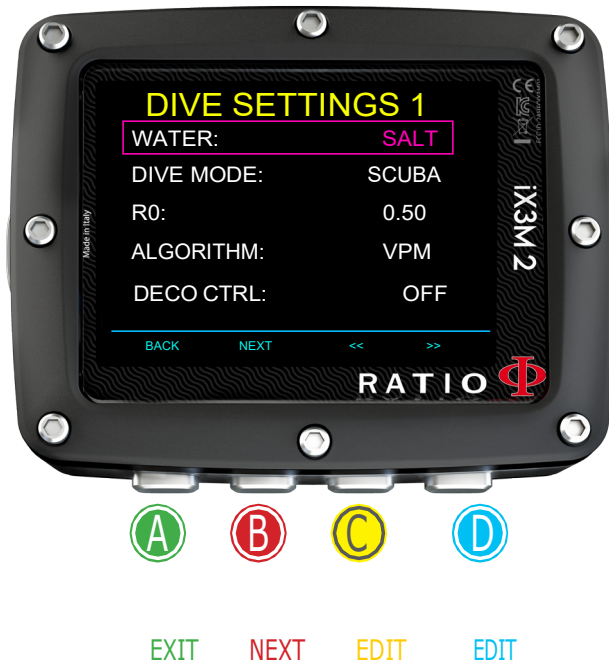 DIVE SETTINGS 1
WATER: SALT
DIVE MODE: SCUBA
R0: 0.50
ALGORITHM: VPM
DECO CTRL: OFF
BACK NEXT << >>
Made in Italy
CE
iX3M 2
RATIO
A B C D
EXIT NEXT EDIT EDIT